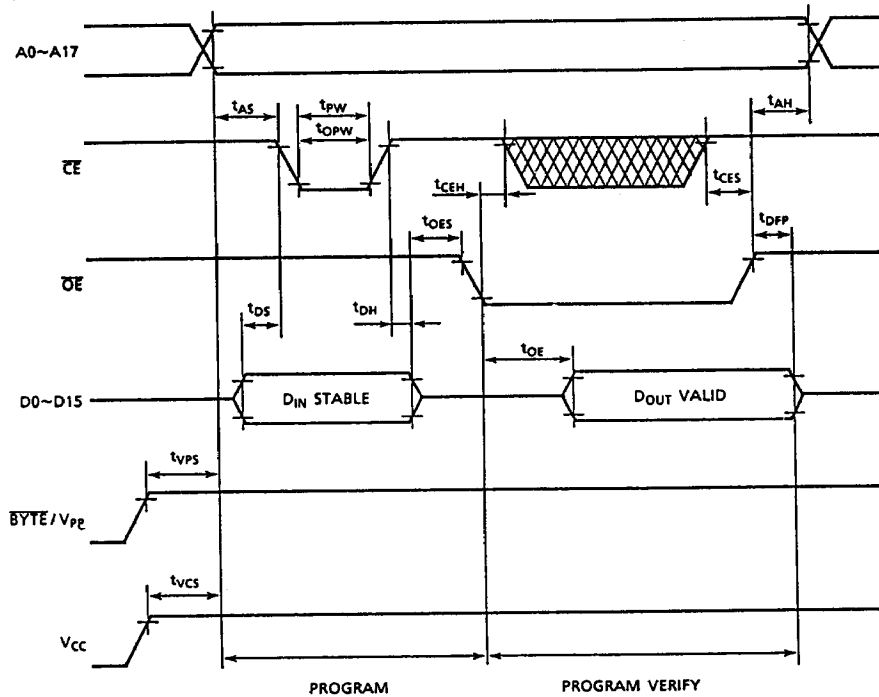 A0~A17
tAS
tPW
tOPW
tAH
CE
tCEH
tCES
tOES
tDFP
OE
tDS
tDH
tOE
D0~D15
DIN STABLE
DOUT VALID
tVPS
BYTE/VPP
tVCS
VCC
PROGRAM
PROGRAM VERIFY